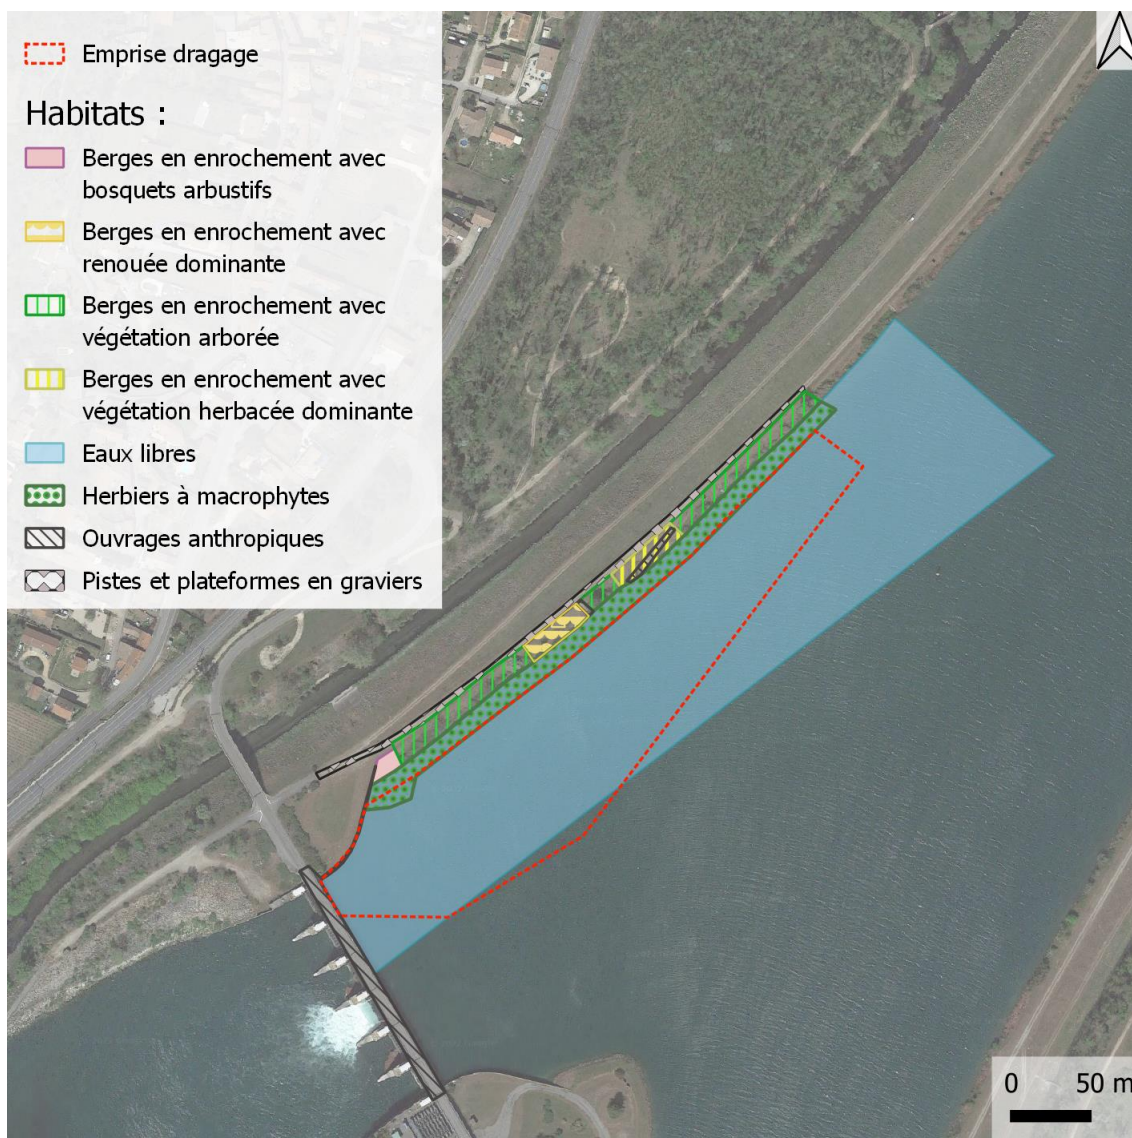 Emprise dragage
Habitats :
Berges en enrochement avec
bosquets arbustifs
Berges en enrochement avec
renouée dominante
Berges en enrochement avec
végétation arborée
Berges en enrochement avec
végétation herbacée dominante
Eaux libres
Herbiers à macrophytes
Ouvrages anthropiques
Pistes et plateformes en graviers
0 50 m